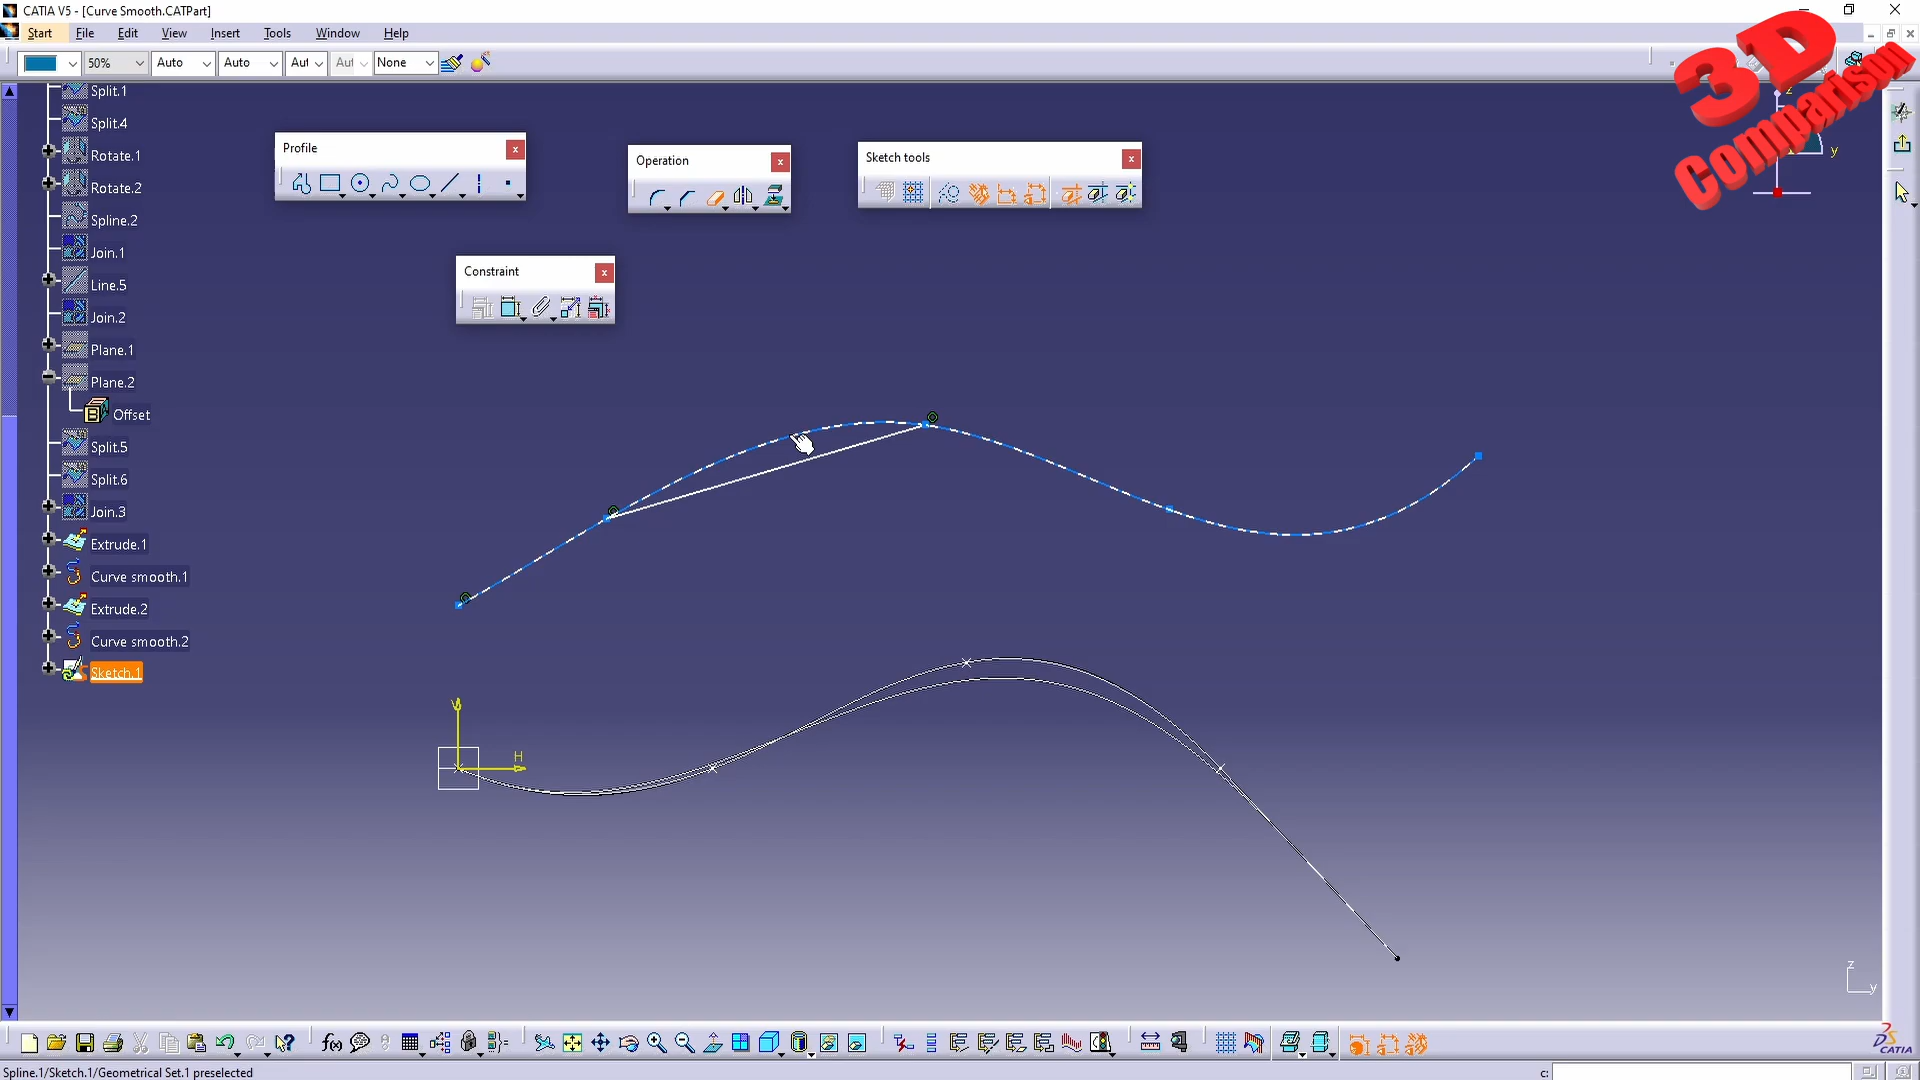 CATIA V5 - [Curve Smooth.CATPart]
Start File Edit View Insert Tools Window Help
50% Auto Auto Aut Aut None
3D
Comparison
z
y
Split.1
Split.4
Rotate.1
Rotate.2
Spline.2
Join.1
Line.5
Join.2
Plane.1
Plane.2
Offset
Split.5
Split.6
Join.3
Extrude.1
Curve smooth.1
Extrude.2
Curve smooth.2
Sketch.1
Profile
Operation
Sketch tools
Constraint
V
H
z
y
f(x)
CATIA
Spline.1/Sketch.1/Geometrical Set.1 preselected
c: